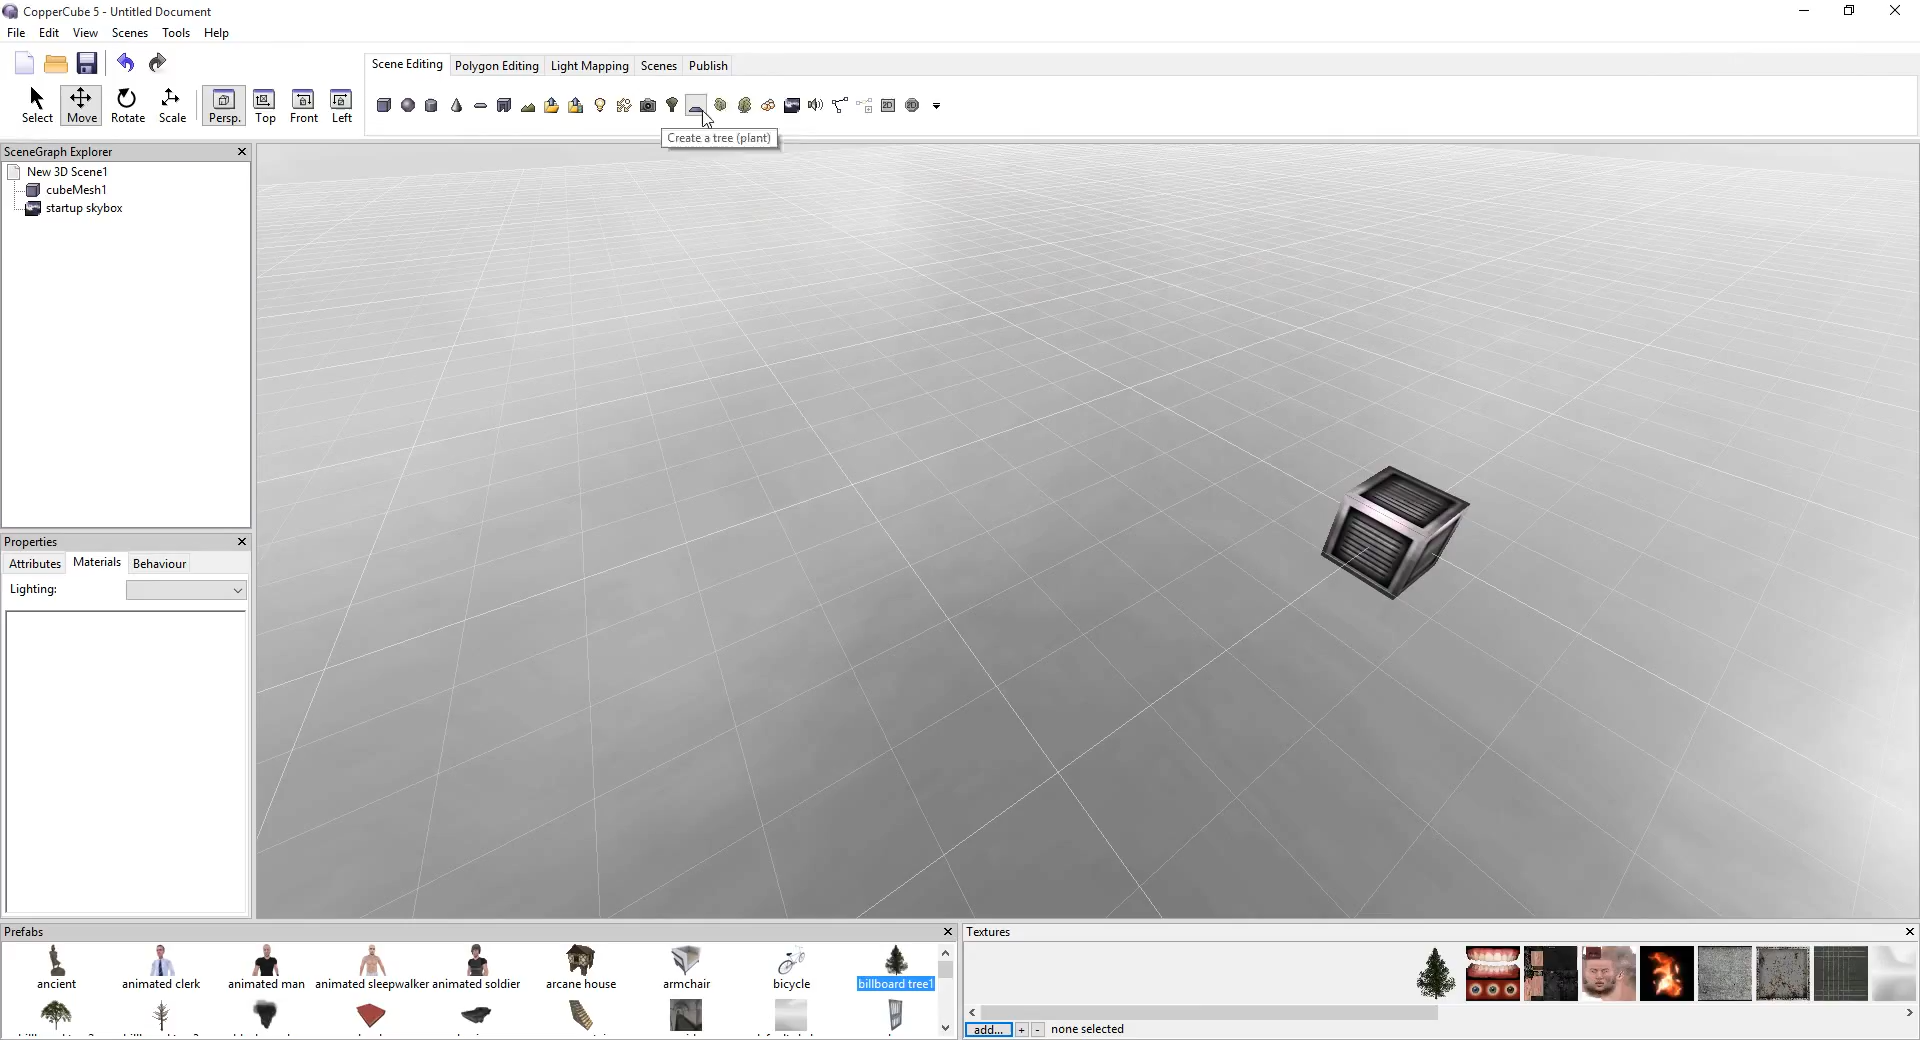 CopperCube 5 - Untitled Document
File Edit View Scenes Tools Help
Scene Editing Polygon Editing Light Mapping Scenes Publish
Select Move Rotate Scale Persp. Top Front Left
2D
Create a tree (plant)
SceneGraph Explorer
New 3D Scene1
cubeMesh1
startup skybox
Properties
Attributes Materials Behaviour
Lighting:
Prefabs
ancient animated clerk animated man animated sleepwalker animated soldier arcane house armchair bicycle billboard tree1
Textures
add... + - none selected